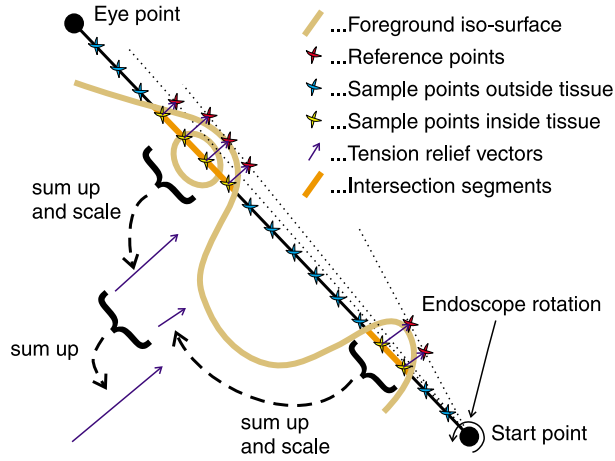 Eye point
...Foreground iso-surface
...Reference points
...Sample points outside tissue
...Sample points inside tissue
...Tension relief vectors
...Intersection segments
sum up
and scale
Endoscope rotation
sum up
sum up
and scale
Start point